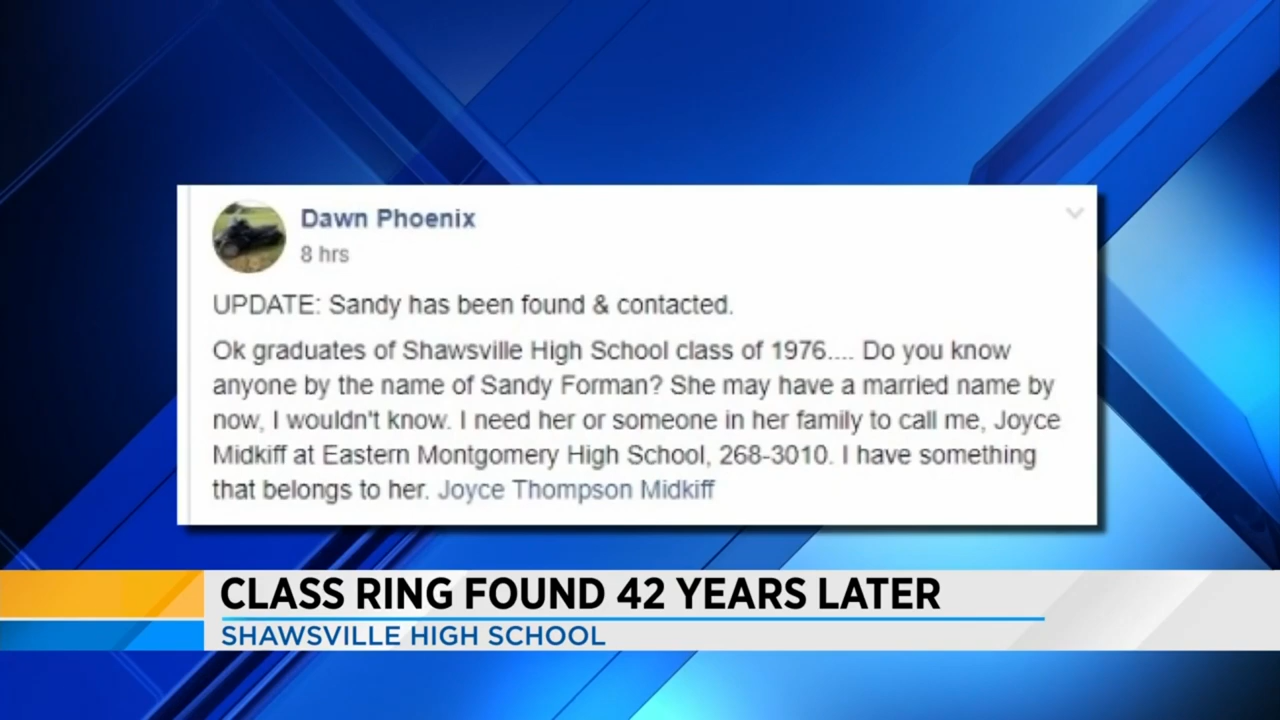 Dawn Phoenix
8 hrs
UPDATE: Sandy has been found & contacted.
Ok graduates of Shawsville High School class of 1976.... Do you know
anyone by the name of Sandy Forman? She may have a married name by
now, I wouldn't know. I need her or someone in her family to call me, Joyce
Midkiff at Eastern Montgomery High School, 268-3010. I have something
that belongs to her. Joyce Thompson Midkiff
CLASS RING FOUND 42 YEARS LATER
SHAWSVILLE HIGH SCHOOL